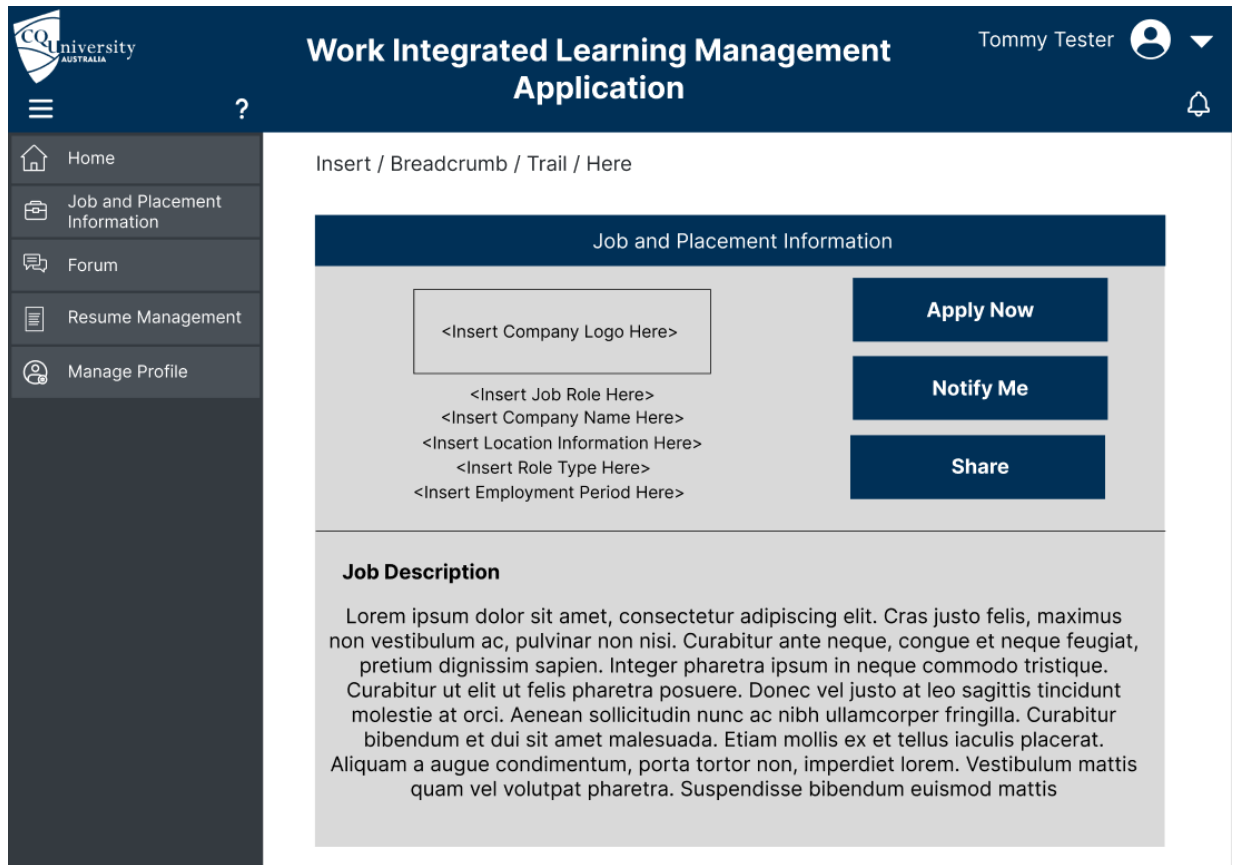 CQUniversity
AUSTRALIA
Work Integrated Learning Management
Application
Tommy Tester
?
Home
Job and Placement
Information
Forum
Resume Management
Manage Profile
Insert / Breadcrumb / Trail / Here
Job and Placement Information
<Insert Company Logo Here>
<Insert Job Role Here>
<Insert Company Name Here>
<Insert Location Information Here>
<Insert Role Type Here>
<Insert Employment Period Here>
Apply Now
Notify Me
Share
Job Description
Lorem ipsum dolor sit amet, consectetur adipiscing elit. Cras justo felis, maximus
non vestibulum ac, pulvinar non nisi. Curabitur ante neque, congue et neque feugiat,
pretium dignissim sapien. Integer pharetra ipsum in neque commodo tristique.
Curabitur ut elit ut felis pharetra posuere. Donec vel justo at leo sagittis tincidunt
molestie at orci. Aenean sollicitudin nunc ac nibh ullamcorper fringilla. Curabitur
bibendum et dui sit amet malesuada. Etiam mollis ex et tellus iaculis placerat.
Aliquam a augue condimentum, porta tortor non, imperdiet lorem. Vestibulum mattis
quam vel volutpat pharetra. Suspendisse bibendum euismod mattis